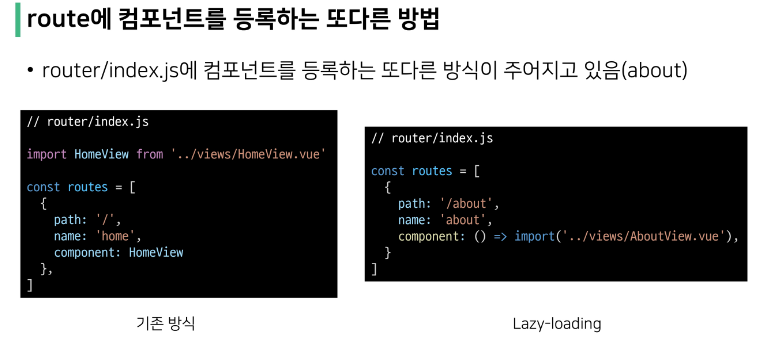 route에 컴포넌트를 등록하는 또다른 방법
• router/index.js에 컴포넌트를 등록하는 또다른 방식이 주어지고 있음(about)
// router/index.js
import HomeView from '../views/HomeView.vue'
const routes = [
  {
    path: '/',
    name: 'home',
    component: HomeView
  },
]
기존 방식
// router/index.js
const routes = [
  {
    path: '/about',
    name: 'about',
    component: () => import('../views/AboutView.vue'),
  }
]
Lazy-loading